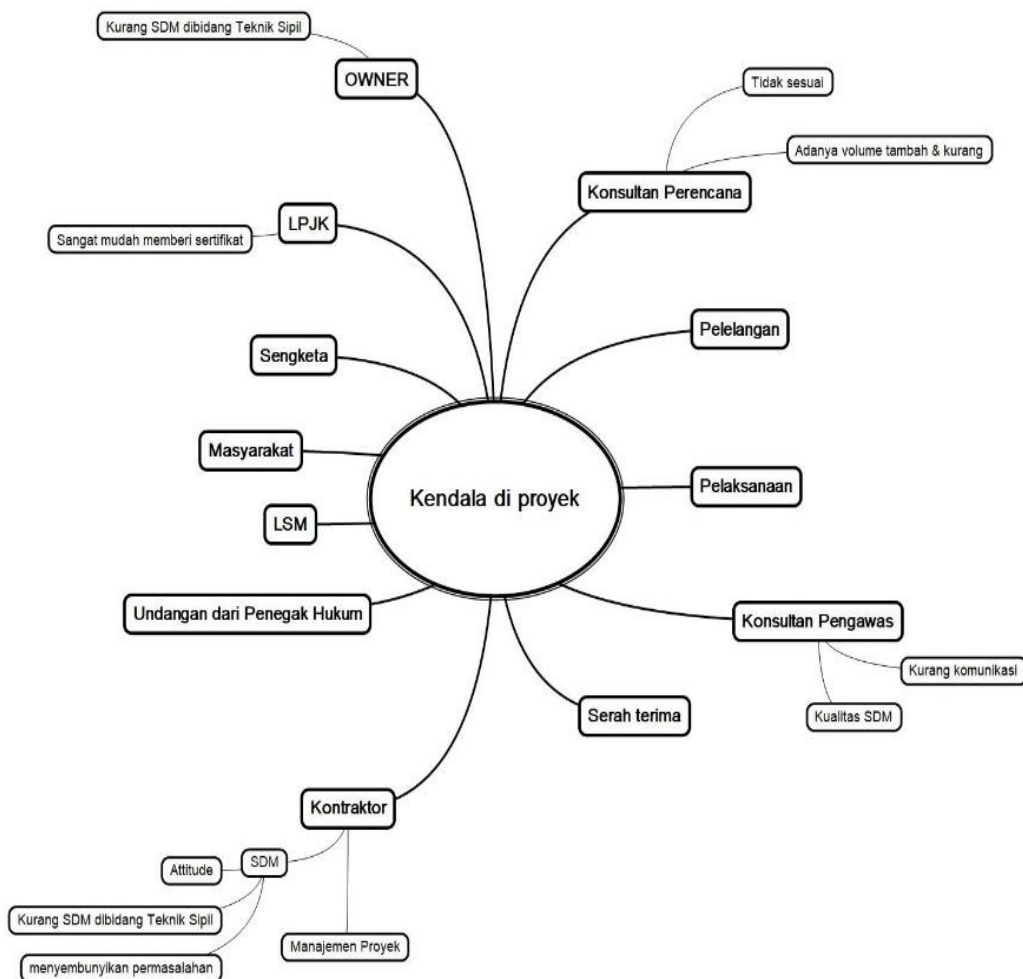 Kurang SDM dibidang Teknik Sipil
OWNER
Tidak sesuai
Adanya volume tambah & kurang
Konsultan Perencana
LPJK
Sangat mudah memberi sertifikat
Pelelangan
Sengketa
Masyarakat
Kendala di proyek
Pelaksanaan
LSM
Undangan dari Penegak Hukum
Konsultan Pengawas
Kurang komunikasi
Kualitas SDM
Serah terima
Kontraktor
SDM
Attitude
Kurang SDM dibidang Teknik Sipil
Manajemen Proyek
menyembunyikan permasalahan